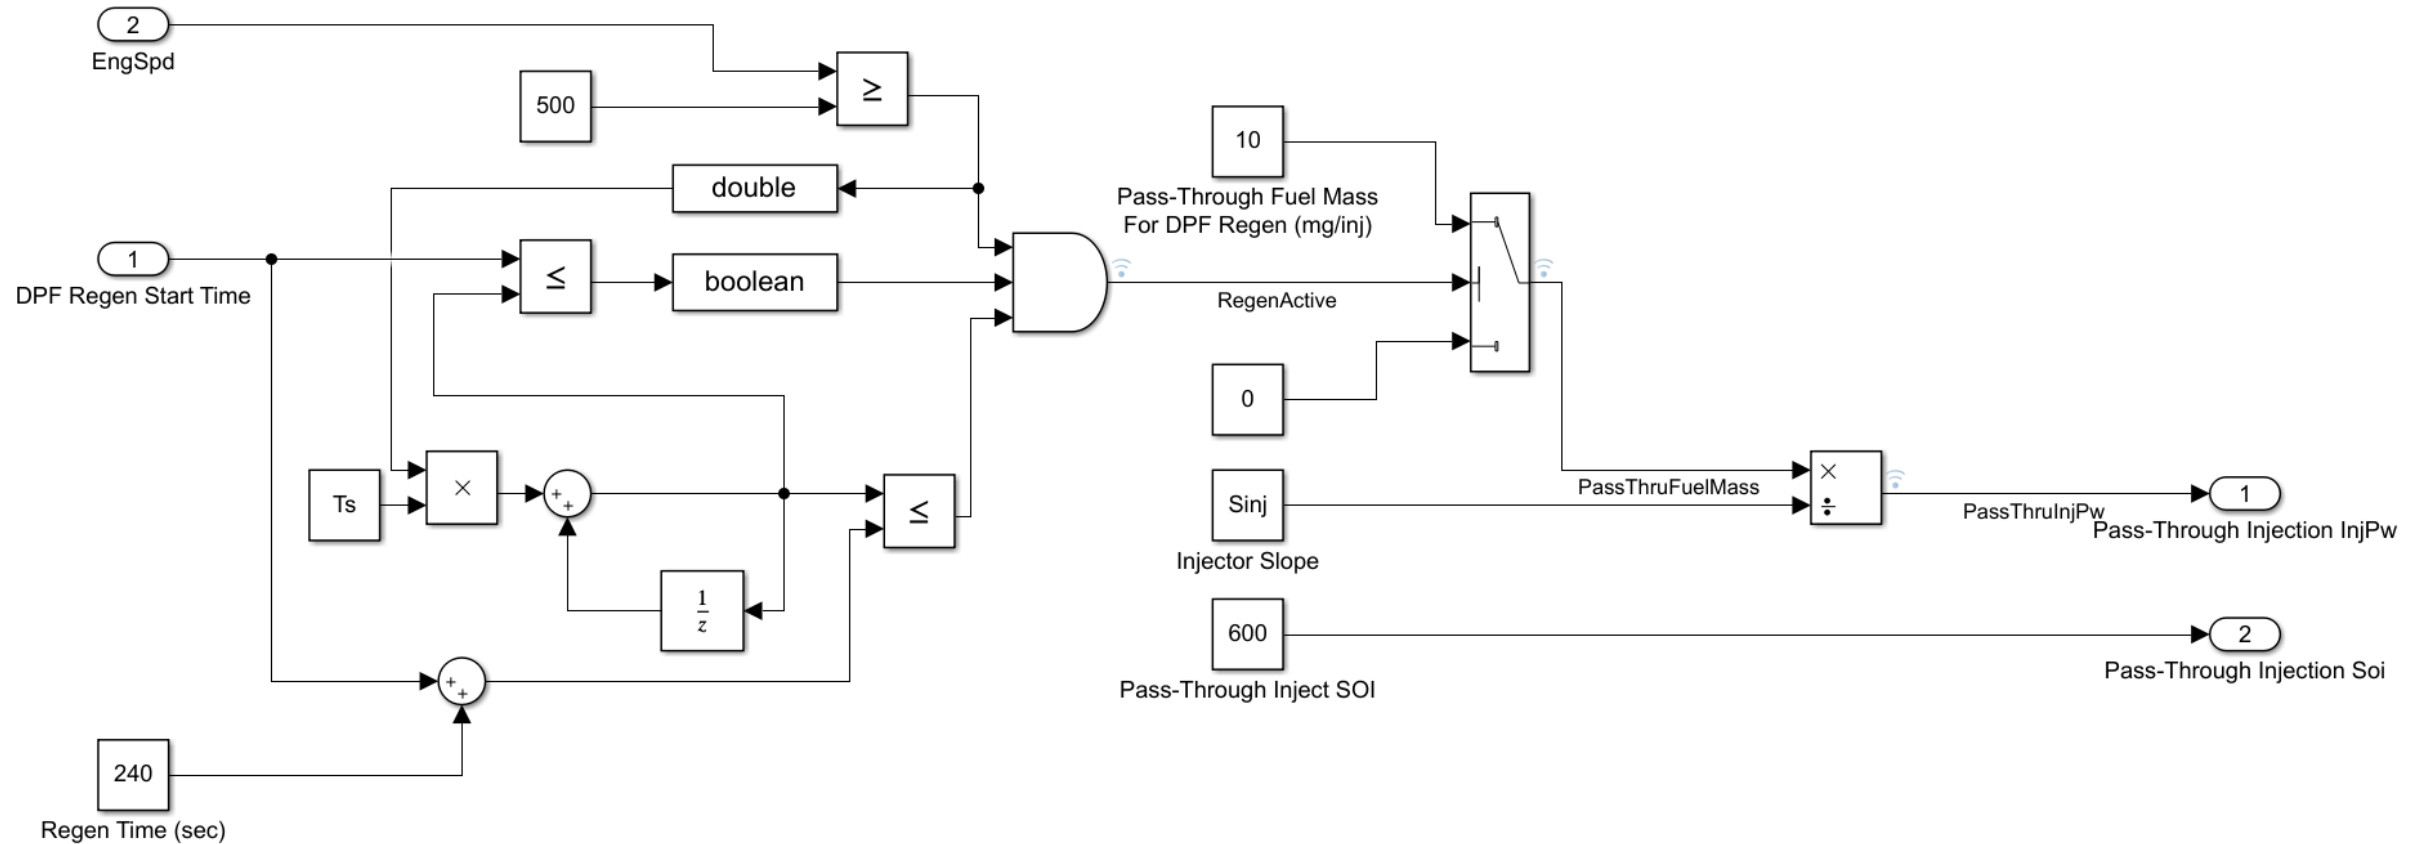 2
EngSpd
500
≥
double
1
DPF Regen Start Time
≤
boolean
10
Pass-Through Fuel Mass
For DPF Regen (mg/inj)
RegenActive
0
Ts
×
+
+
≤
1
z
+
+
240
Regen Time (sec)
Sinj
Injector Slope
PassThruFuelMass
×
÷
PassThruInjPw
1
Pass-Through Injection InjPw
600
Pass-Through Inject SOI
2
Pass-Through Injection Soi